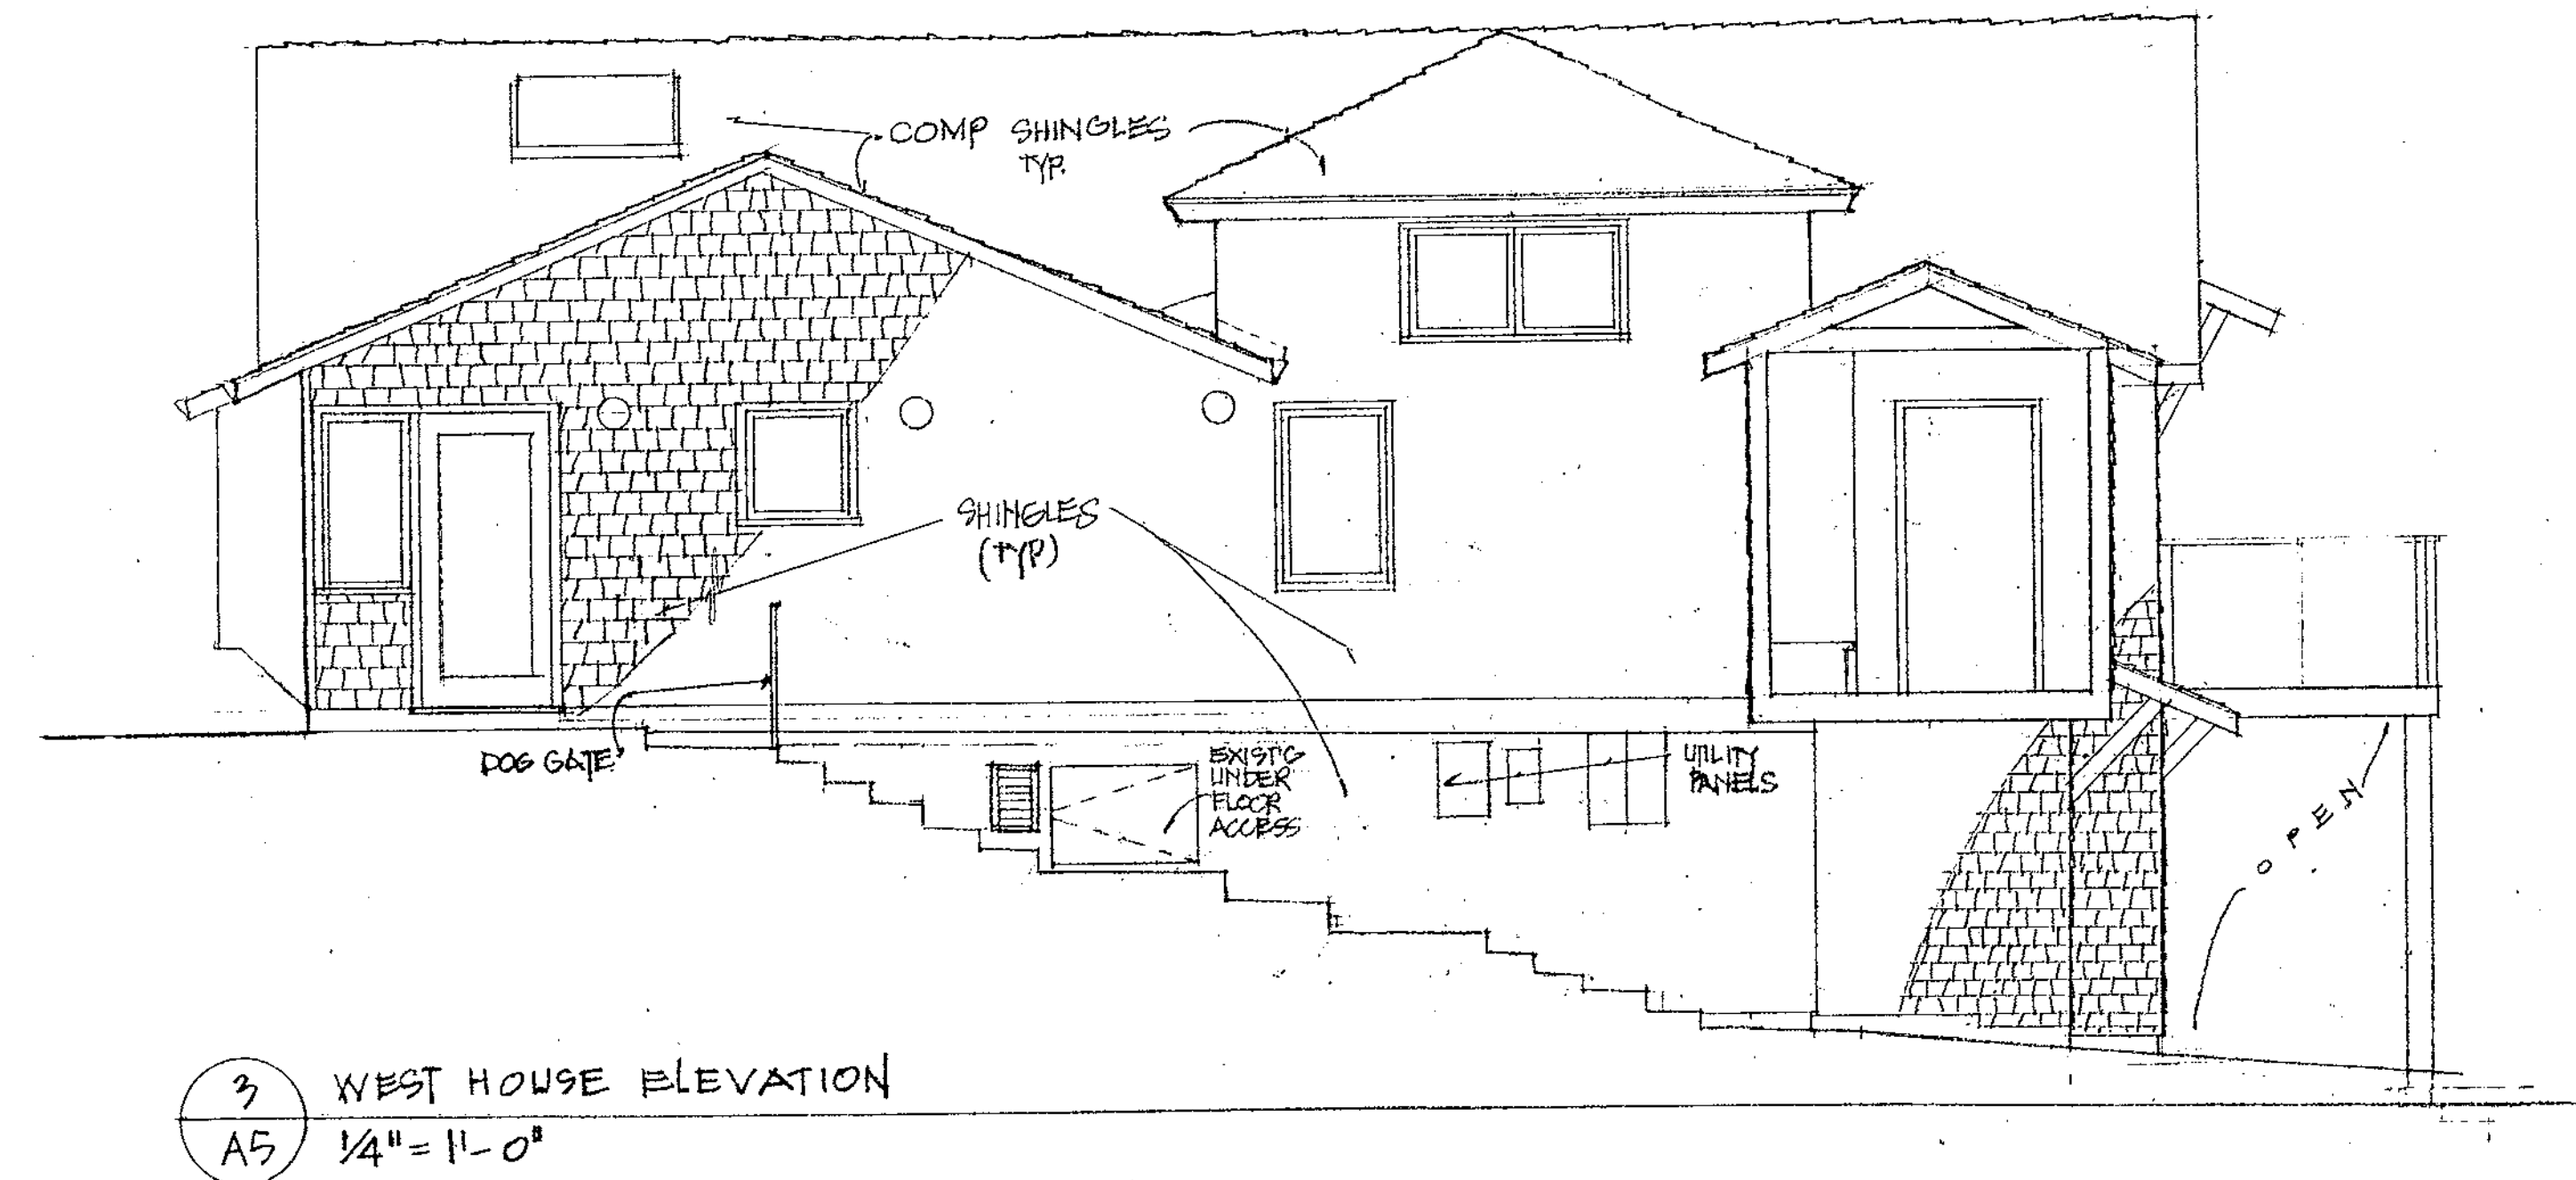 COMP SHINGLES
TYP.
SHINGLES
(TYP)
DOG GATE
EXIST'G
UNDER
FLOOR
ACCESS
UTILITY
PANELS
OPEN
3
A5
WEST HOUSE ELEVATION
1/4" = 1'-0"